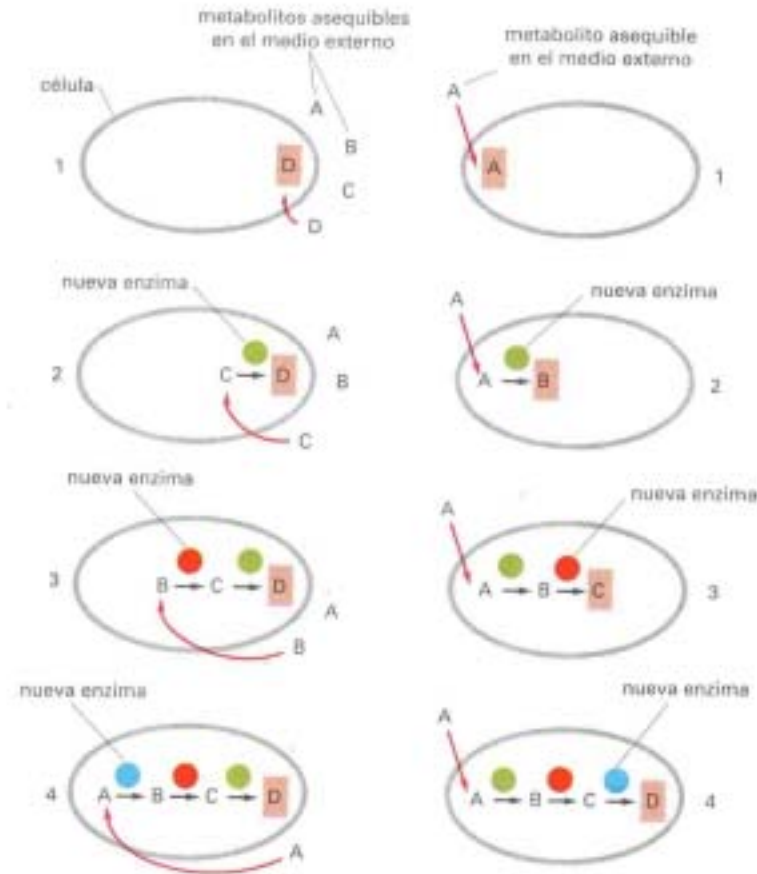 metabolitos asequibles
en el medio externo
célula
A
B
C
D
D
1
metabolito asequible
en el medio externo
A
A
1
nueva enzima
A
B
2
C → D
C
nueva enzima
A
A → B
2
nueva enzima
3
B → C → D
A
B
nueva enzima
A
A → B → C
3
nueva enzima
4
A → B → C → D
A
nueva enzima
A
A → B → C → D
4